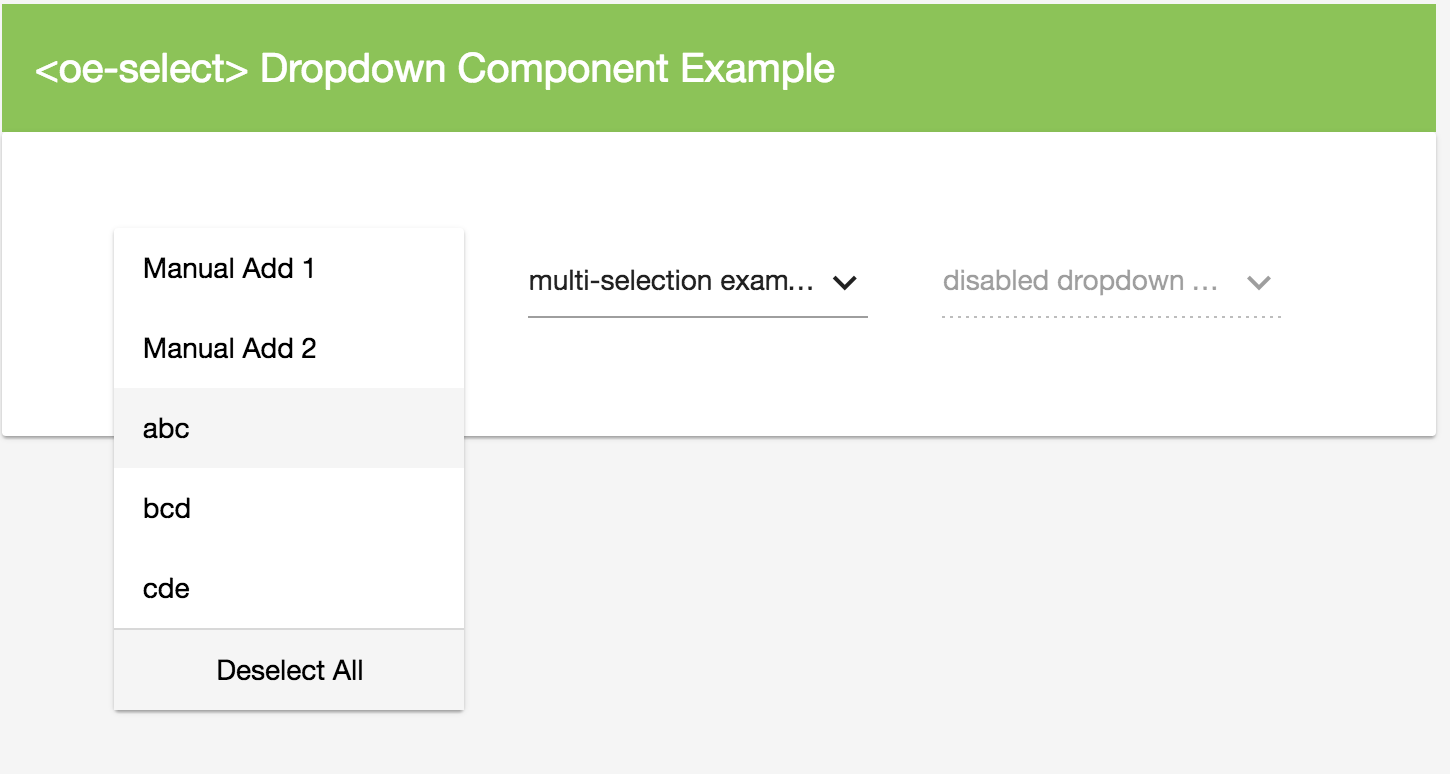 <oe-select> Dropdown Component Example
Manual Add 1
Manual Add 2
abc
bcd
cde
Deselect All
multi-selection exam...
disabled dropdown ...